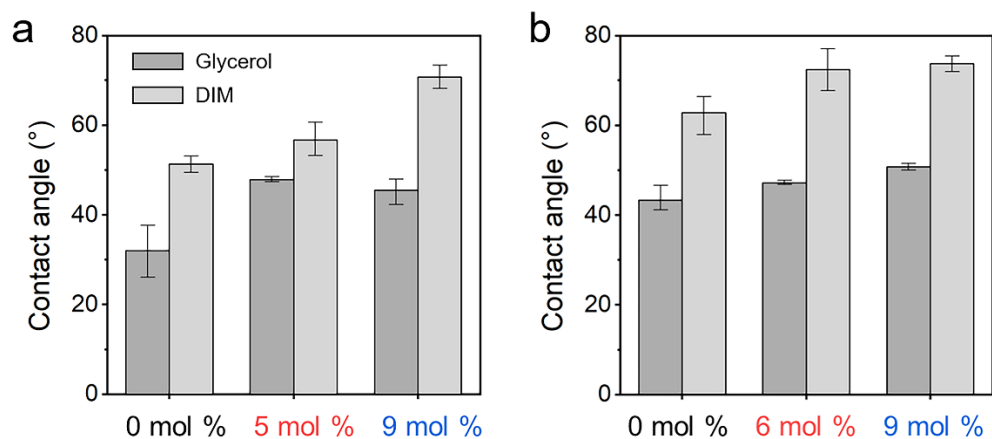 a
80
60
40
20
0
Contact angle (°)
Glycerol
DIM
0 mol %
5 mol %
9 mol %
b
80
60
40
20
0
Contact angle (°)
0 mol %
6 mol %
9 mol %